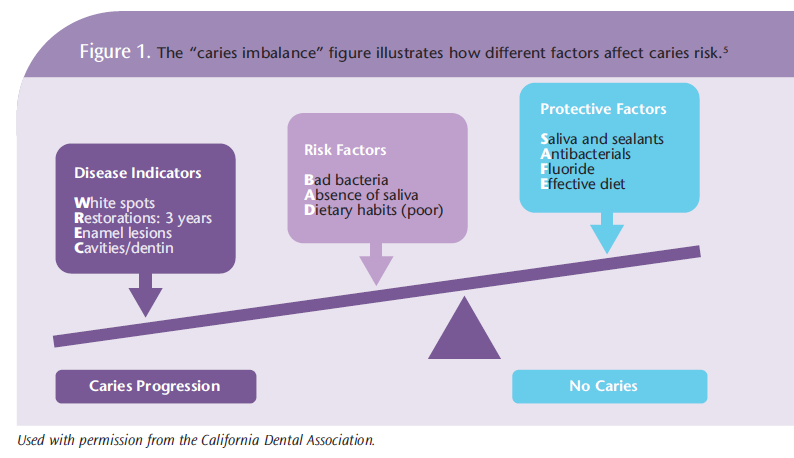 Figure 1. The “caries imbalance” figure illustrates how different factors affect caries risk.5
Disease Indicators
White spots
Restorations: 3 years
Enamel lesions
Cavities/dentin
Risk Factors
Bad bacteria
Absence of saliva
Dietary habits (poor)
Protective Factors
Saliva and sealants
Antibacterials
Fluoride
Effective diet
Caries Progression
No Caries
Used with permission from the California Dental Association.